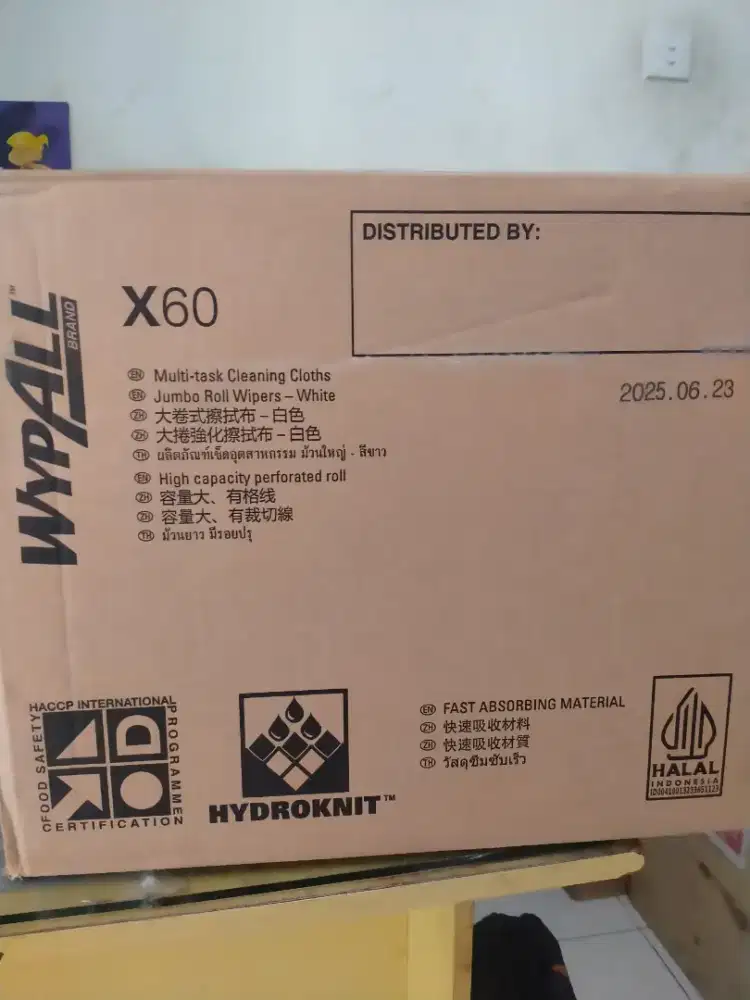 DISTRIBUTED BY:
WYPALL™
BRAND
X60
2025.06.23
EN Multi-task Cleaning Cloths
EN Jumbo Roll Wipers – White
ZH 大卷式擦拭布 – 白色
ZH 大捲強化擦拭布 – 白色
TH ผลิตภัณฑ์เช็ดอุตสาหกรรม ม้วนใหญ่ - สีขาว
EN High capacity perforated roll
ZH 容量大、有格线
ZH 容量大、有裁切線
TH ม้วนยาว มีรอยปรุ
HACCP INTERNATIONAL
FOOD SAFETY
PROGRAMME
CERTIFICATION
HYDROKNIT™
EN FAST ABSORBING MATERIAL
ZH 快速吸收材料
ZH 快速吸收材質
TH วัสดุซึมซับเร็ว
HALAL
INDONESIA